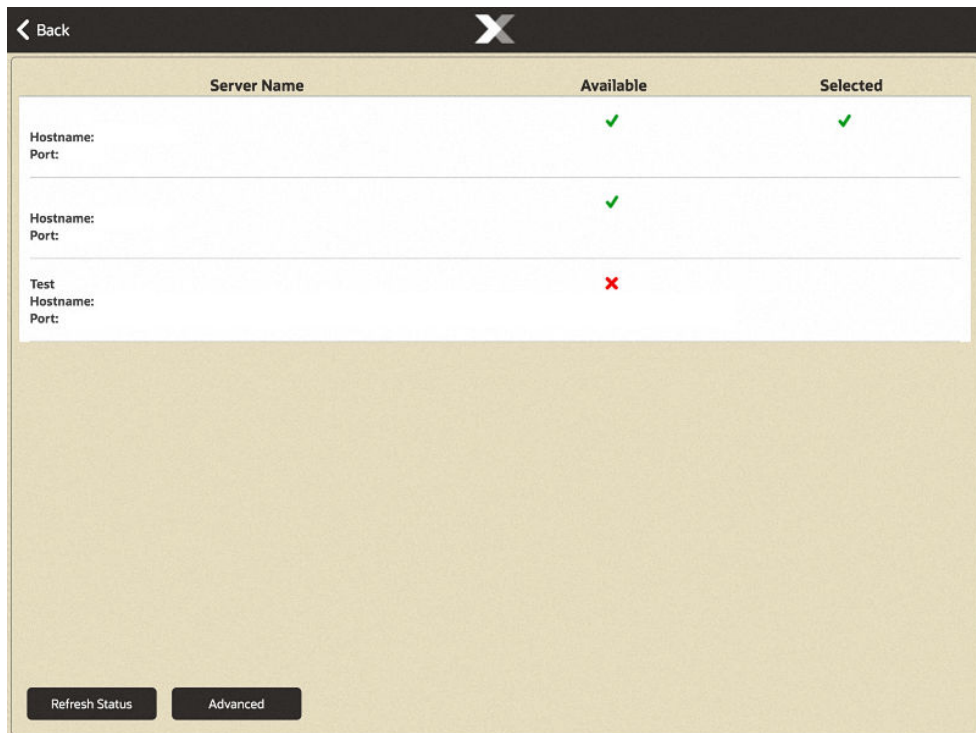 Back
Server Name Available Selected
Hostname:
Port:
Hostname:
Port:
Test
Hostname:
Port:
Refresh Status Advanced